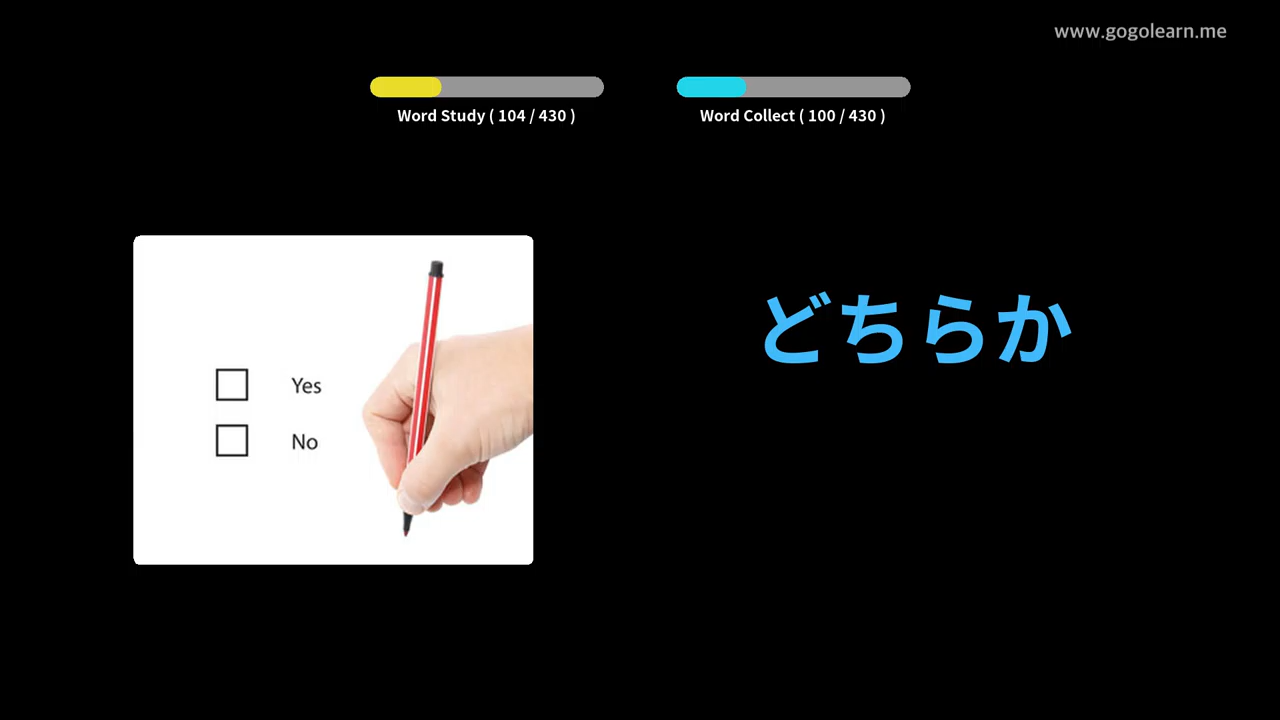 www.gogolearn.me
Word Study ( 104 / 430 )
Word Collect ( 100 / 430 )
Yes
No
どちらか